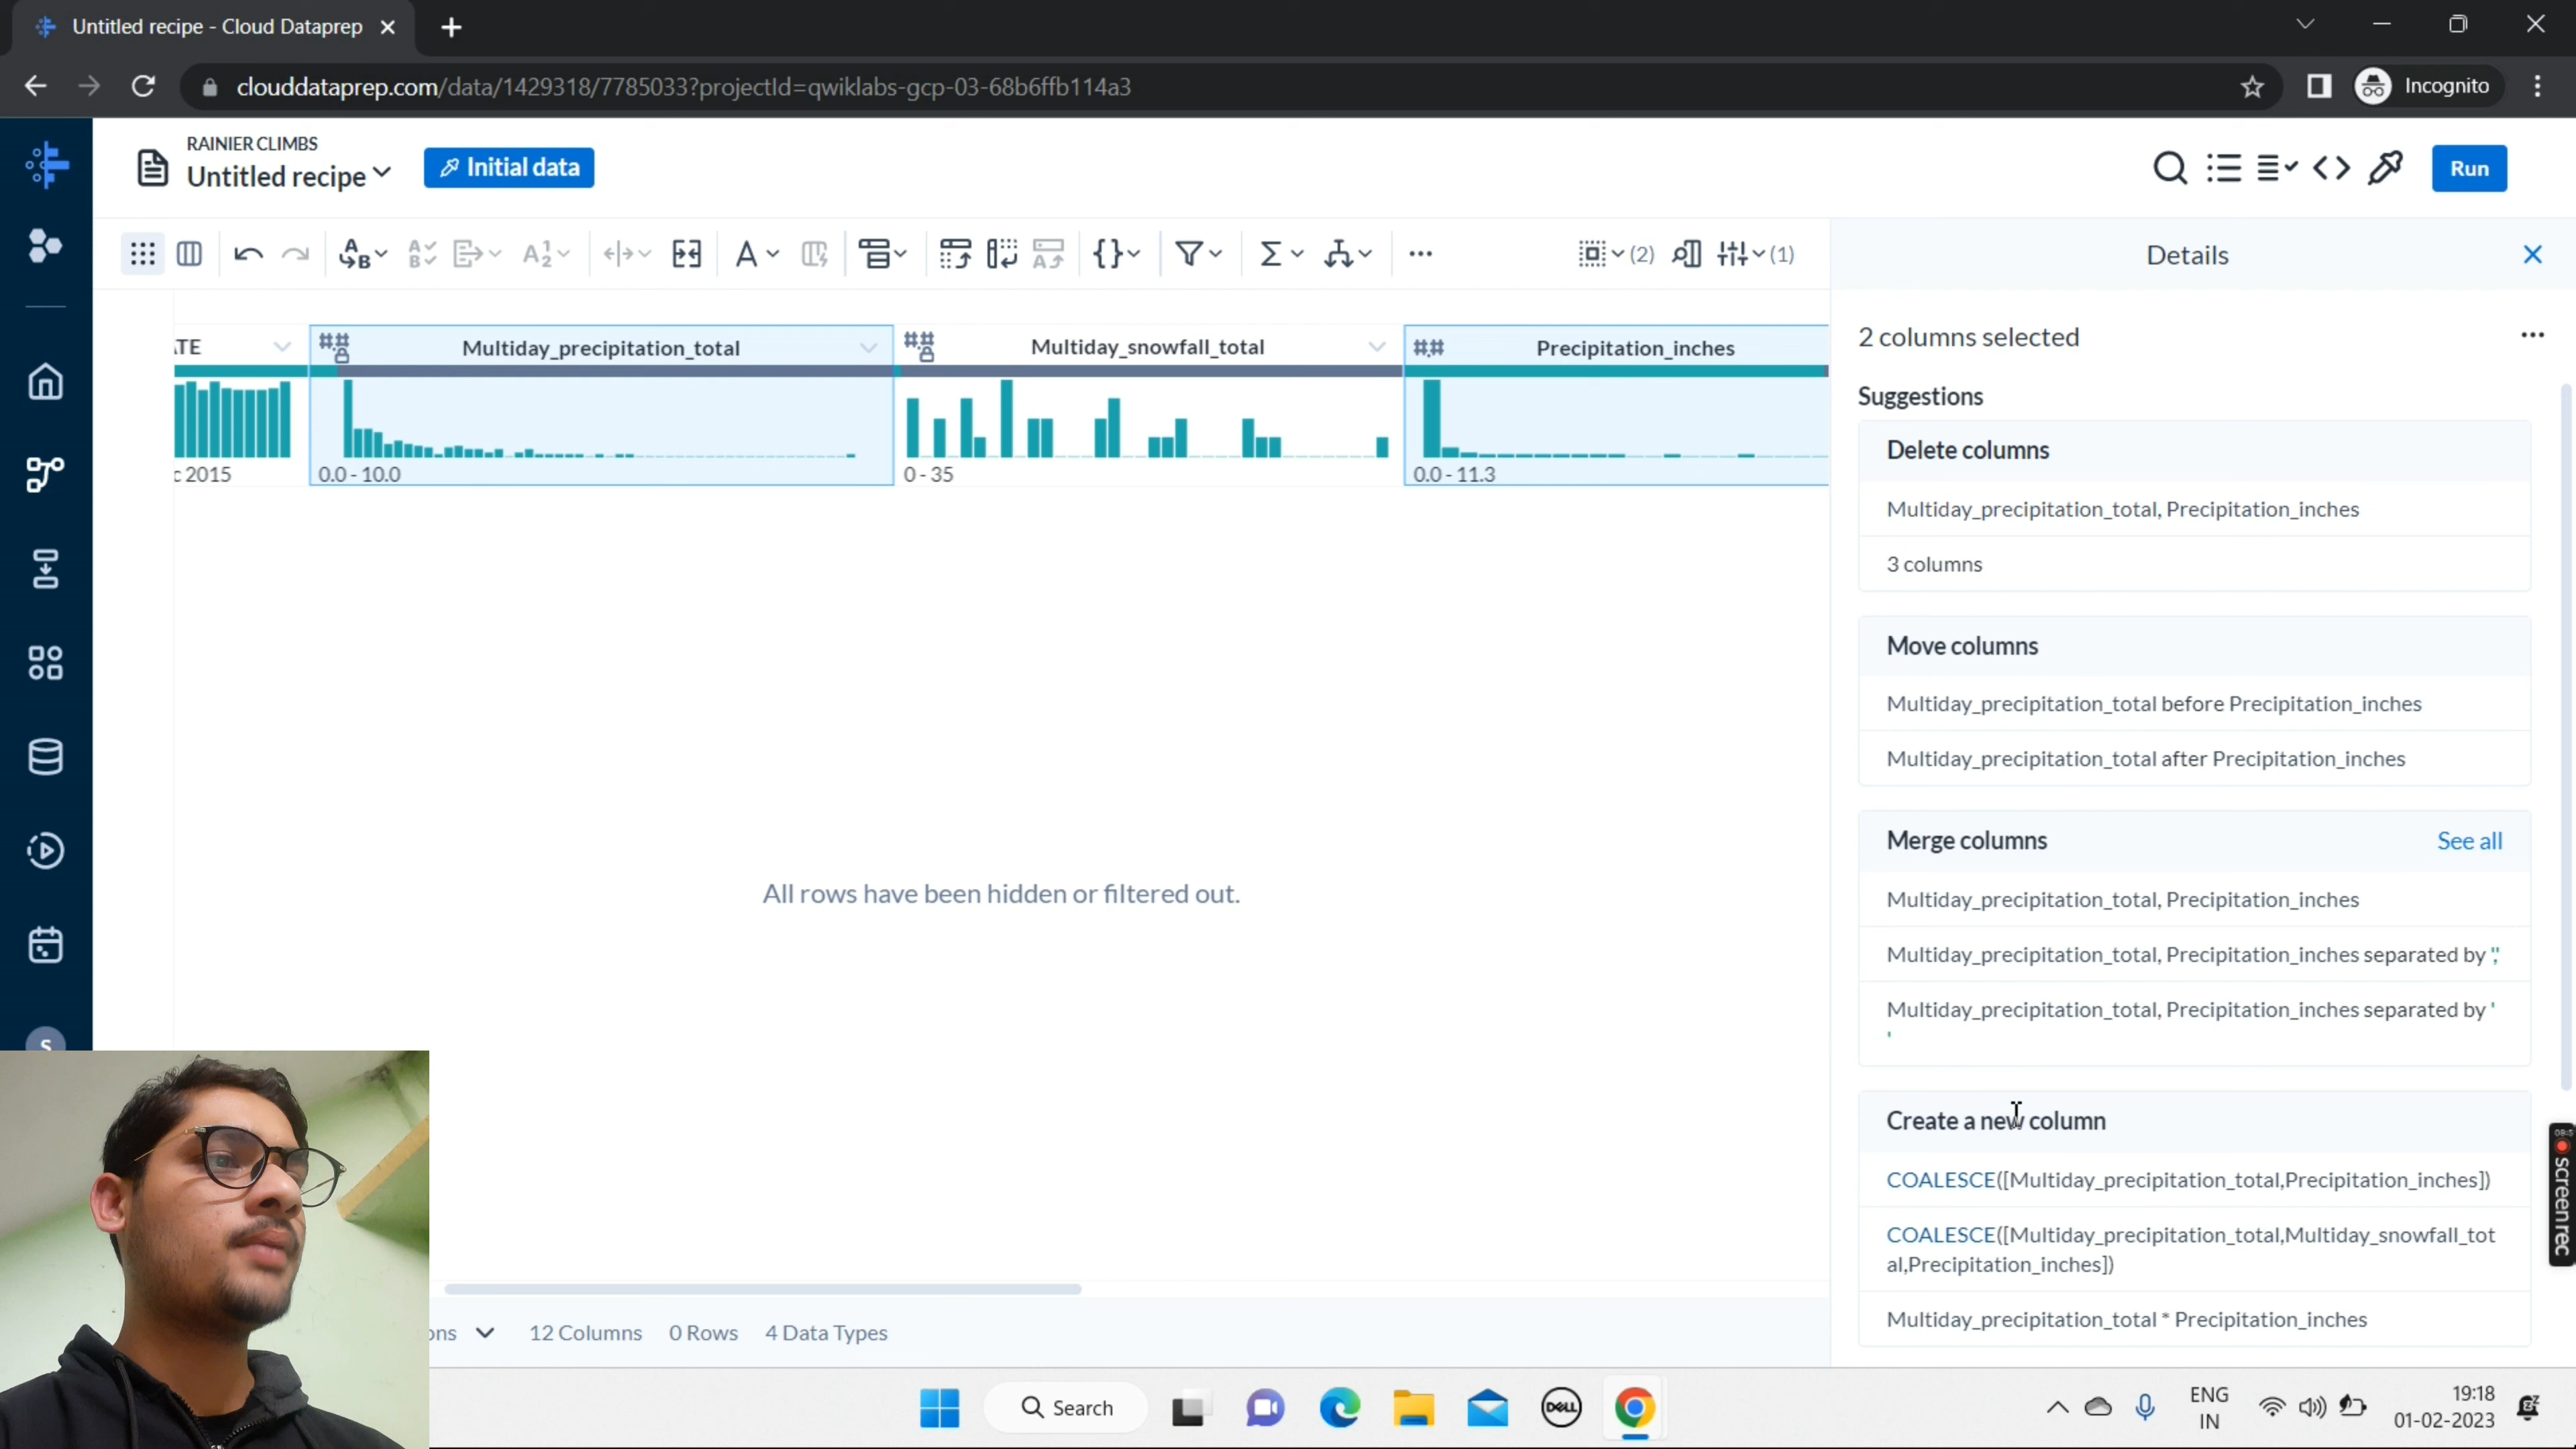 Untitled recipe - Cloud Dataprep
clouddataprep.com/data/1429318/7785033?projectId=qwiklabs-gcp-03-68b6ffb114a3
Incognito
RAINIER CLIMBS
Untitled recipe
Initial data
Run
(2)
(1)
Details
2 columns selected
Suggestions
Delete columns
Multiday_precipitation_total, Precipitation_inches
3 columns
Move columns
Multiday_precipitation_total before Precipitation_inches
Multiday_precipitation_total after Precipitation_inches
Merge columns
See all
Multiday_precipitation_total, Precipitation_inches
Multiday_precipitation_total, Precipitation_inches separated by ','
Multiday_precipitation_total, Precipitation_inches separated by '
'
Create a new column
COALESCE([Multiday_precipitation_total,Precipitation_inches])
COALESCE([Multiday_precipitation_total,Multiday_snowfall_tot
al,Precipitation_inches])
Multiday_precipitation_total * Precipitation_inches
ATE
Multiday_precipitation_total
Multiday_snowfall_total
Precipitation_inches
c 2015
0.0 - 10.0
0 - 35
0.0 - 11.3
All rows have been hidden or filtered out.
S
ons
12 Columns
0 Rows
4 Data Types
screenrec
Search
DELL
ENG
IN
19:18
01-02-2023